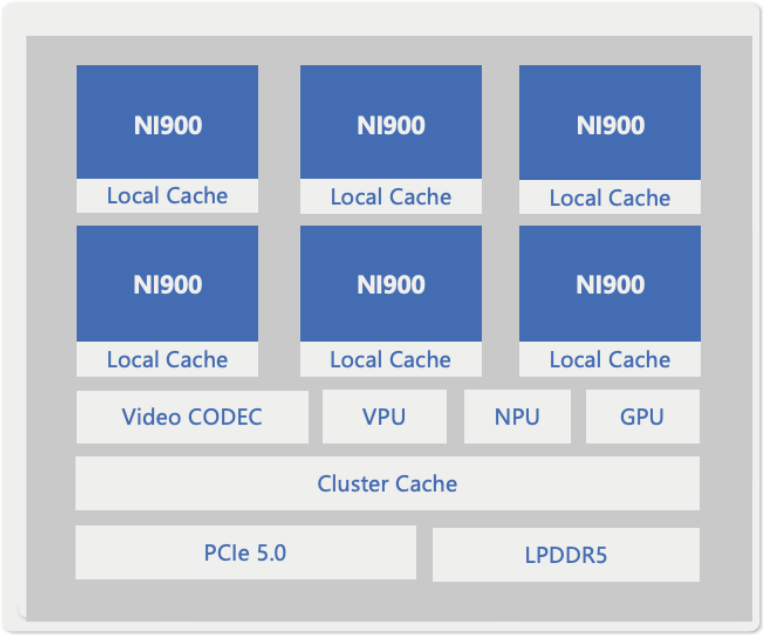 NI900 NI900 NI900
Local Cache Local Cache Local Cache
NI900 NI900 NI900
Local Cache Local Cache Local Cache
Video CODEC VPU NPU GPU
Cluster Cache
PCIe 5.0 LPDDR5